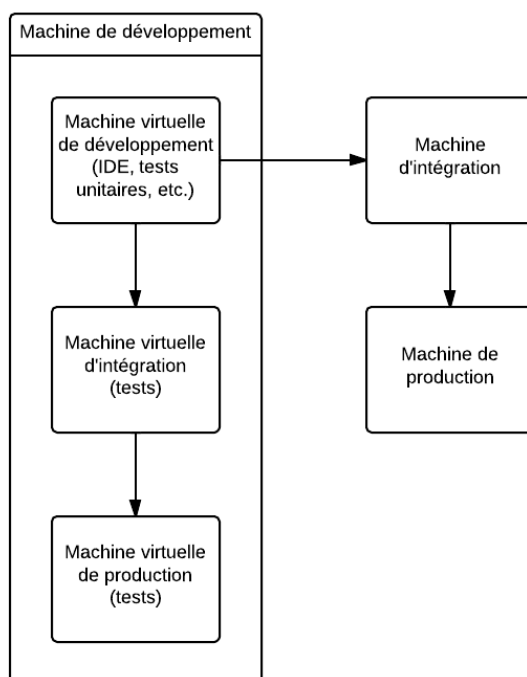 Machine de développement
Machine virtuelle
de développement
(IDE, tests
unitaires, etc.)
Machine
d'intégration
Machine virtuelle
d'intégration
(tests)
Machine de
production
Machine virtuelle
de production
(tests)